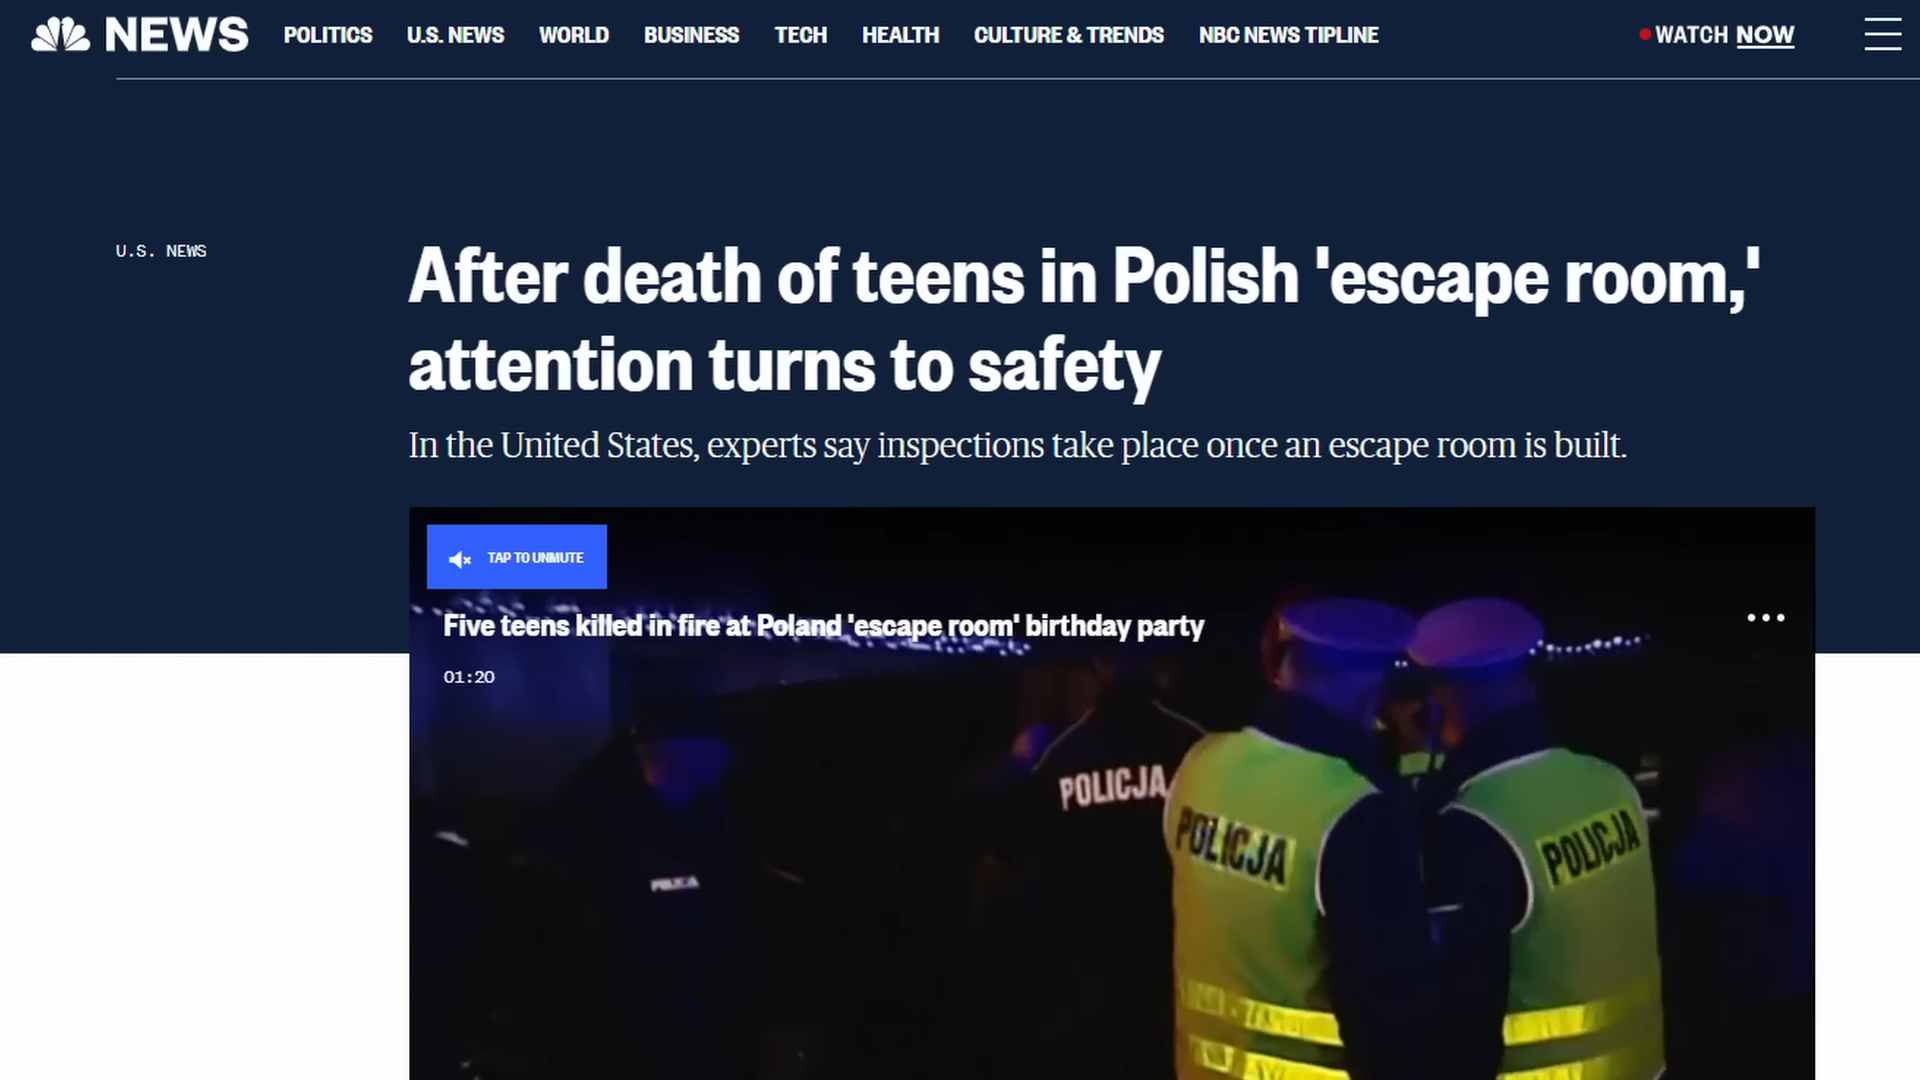 NEWS
POLITICS U.S. NEWS WORLD BUSINESS TECH HEALTH CULTURE & TRENDS NBC NEWS TIPLINE
WATCH NOW
U.S. NEWS
After death of teens in Polish 'escape room,'
attention turns to safety
In the United States, experts say inspections take place once an escape room is built.
TAP TO UNMUTE
Five teens killed in fire at Poland 'escape room' birthday party
01:20
POLICJA
POLICJA
POLICJA